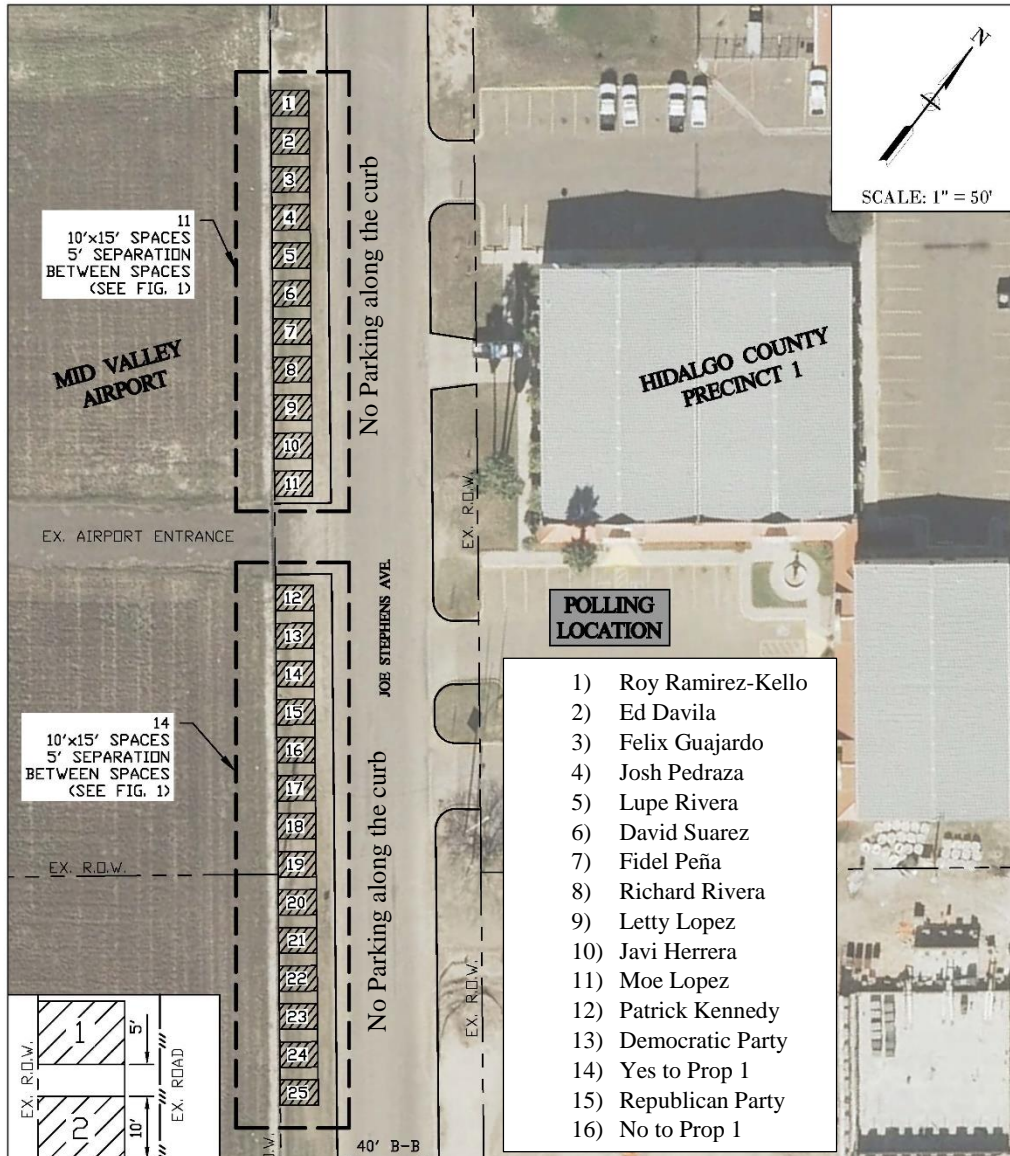 N
SCALE: 1" = 50'
1
2
3
4
5
6
7
8
9
10
11
No Parking along the curb
11
10'x15' SPACES
5' SEPARATION
BETWEEN SPACES
(SEE FIG. 1)
MID VALLEY
AIRPORT
HIDALGO COUNTY
PRECINCT 1
EX. R.O.W.
EX. AIRPORT ENTRANCE
JOE STEPHENS AVE.
POLLING
LOCATION
12
13
14
15
16
17
18
19
20
21
22
23
24
25
No Parking along the curb
14
10'x15' SPACES
5' SEPARATION
BETWEEN SPACES
(SEE FIG. 1)
EX. R.O.W.
EX. R.O.W.
1) Roy Ramirez-Kello
2) Ed Davila
3) Felix Guajardo
4) Josh Pedraza
5) Lupe Rivera
6) David Suarez
7) Fidel Peña
8) Richard Rivera
9) Letty Lopez
10) Javi Herrera
11) Moe Lopez
12) Patrick Kennedy
13) Democratic Party
14) Yes to Prop 1
15) Republican Party
16) No to Prop 1
EX. R.O.W.
1
2
5'
10'
EX. ROAD
40' B-B